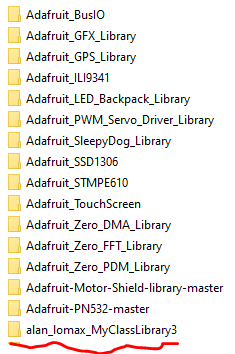 Adafruit_BusIO
Adafruit_GFX_Library
Adafruit_GPS_Library
Adafruit_ILI9341
Adafruit_LED_Backpack_Library
Adafruit_PWM_Servo_Driver_Library
Adafruit_SleepyDog_Library
Adafruit_SSD1306
Adafruit_STMPE610
Adafruit_TouchScreen
Adafruit_Zero_DMA_Library
Adafruit_Zero_FFT_Library
Adafruit_Zero_PDM_Library
Adafruit-Motor-Shield-library-master
Adafruit-PN532-master
alan_lomax_MyClassLibrary3